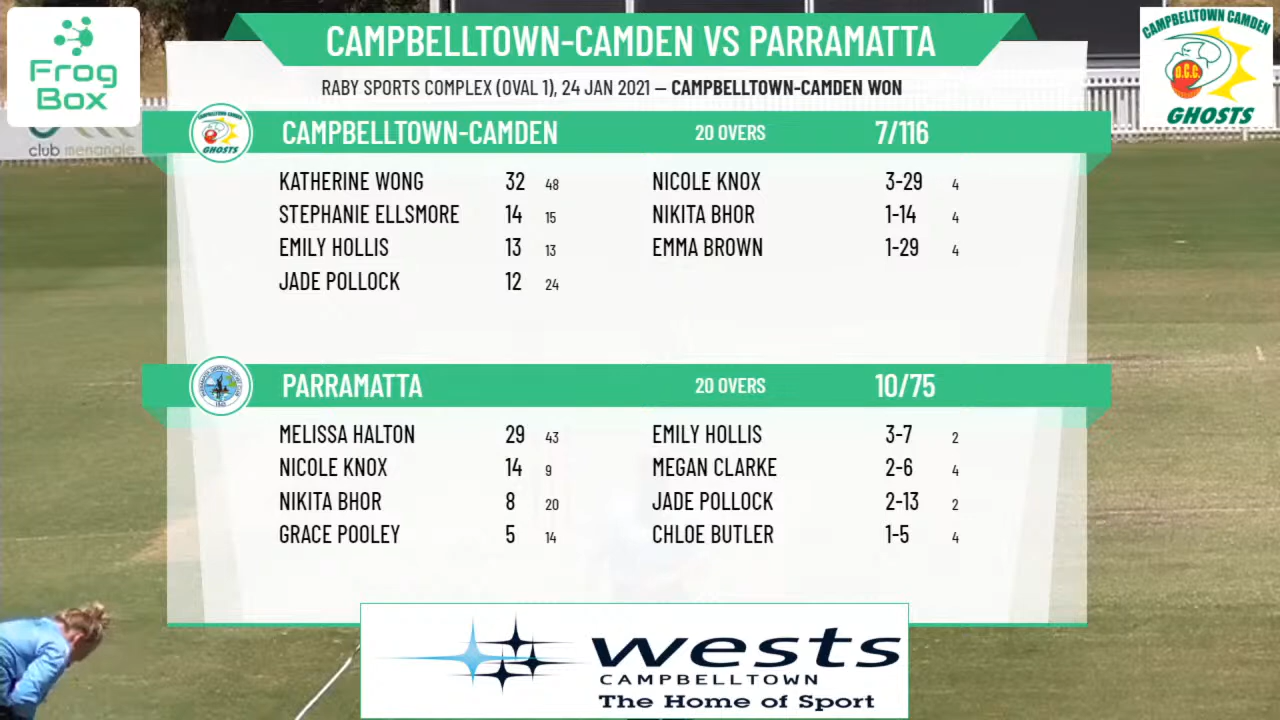 CAMPBELLTOWN-CAMDEN VS PARRAMATTA
Frog
Box
CAMPBELLTOWN CAMDEN
D.C.C.
GHOSTS
RABY SPORTS COMPLEX (OVAL 1), 24 JAN 2021 – CAMPBELLTOWN-CAMDEN WON
club menangle
CAMPBELLTOWN CAMDEN
GHOSTS
CAMPBELLTOWN-CAMDEN 20 OVERS 7/116
KATHERINE WONG 32 48 NICOLE KNOX 3-29 4
STEPHANIE ELLSMORE 14 15 NIKITA BHOR 1-14 4
EMILY HOLLIS 13 13 EMMA BROWN 1-29 4
JADE POLLOCK 12 24
PARRAMATTA 20 OVERS 10/75
MELISSA HALTON 29 43 EMILY HOLLIS 3-7 2
NICOLE KNOX 14 9 MEGAN CLARKE 2-6 4
NIKITA BHOR 8 20 JADE POLLOCK 2-13 2
GRACE POOLEY 5 14 CHLOE BUTLER 1-5 4
wests
CAMPBELLTOWN
The Home of Sport